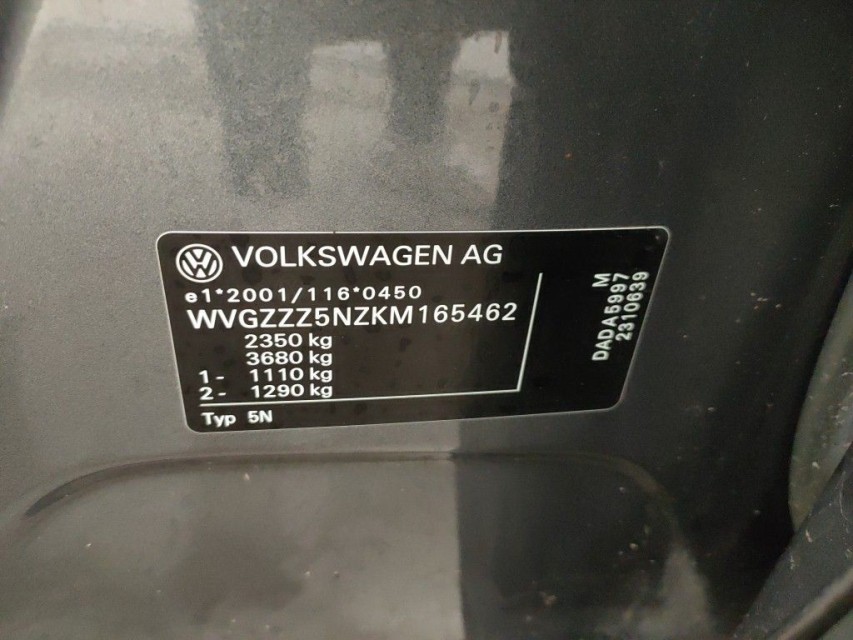 VOLKSWAGEN AG
e1*2001/116*0450
WVGZZZ5NZKM165462
2350 kg
3680 kg
1- 1110 kg
2- 1290 kg
Typ 5N
M
DADA5997
2310639